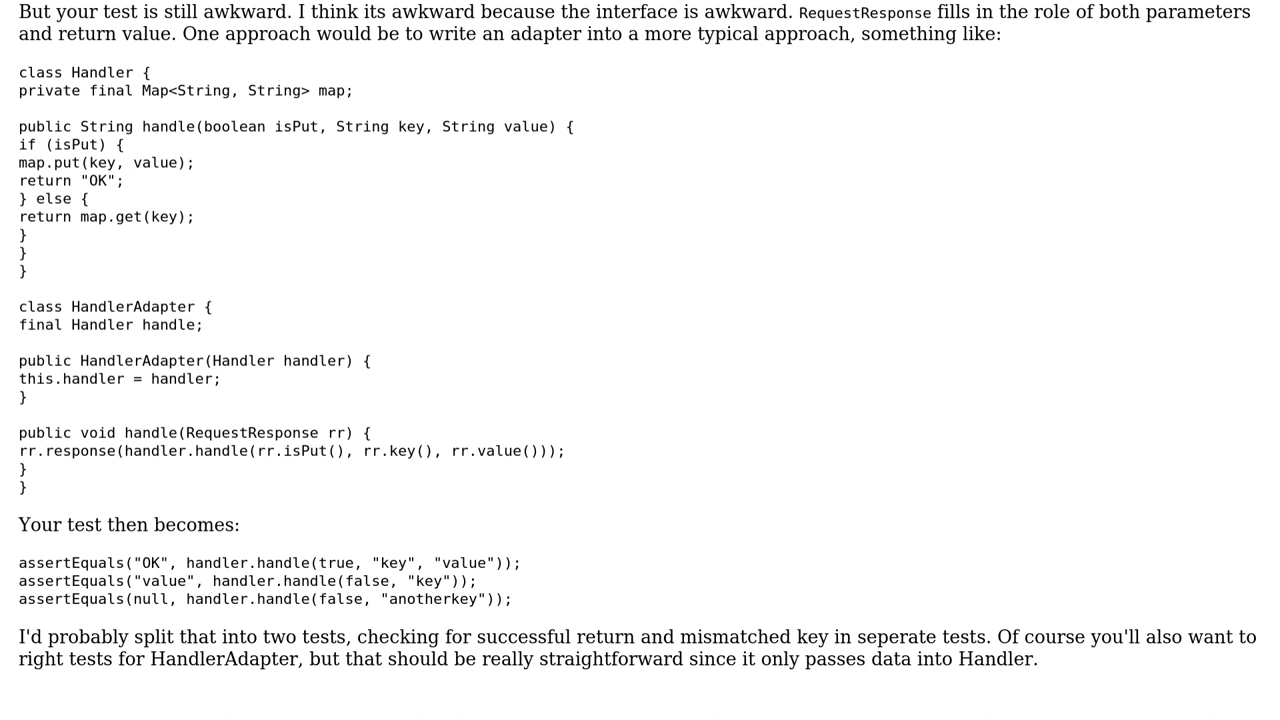 But your test is still awkward. I think its awkward because the interface is awkward. RequestResponse fills in the role of both parameters
and return value. One approach would be to write an adapter into a more typical approach, something like:
class Handler {
private final Map<String, String> map;
public String handle(boolean isPut, String key, String value) {
if (isPut) {
map.put(key, value);
return "OK";
} else {
return map.get(key);
}
}
}
class HandlerAdapter {
final Handler handle;
public HandlerAdapter(Handler handler) {
this.handler = handler;
}
public void handle(RequestResponse rr) {
rr.response(handler.handle(rr.isPut(), rr.key(), rr.value()));
}
}
Your test then becomes:
assertEquals("OK", handler.handle(true, "key", "value"));
assertEquals("value", handler.handle(false, "key"));
assertEquals(null, handler.handle(false, "anotherkey"));
I'd probably split that into two tests, checking for successful return and mismatched key in seperate tests. Of course you'll also want to
right tests for HandlerAdapter, but that should be really straightforward since it only passes data into Handler.